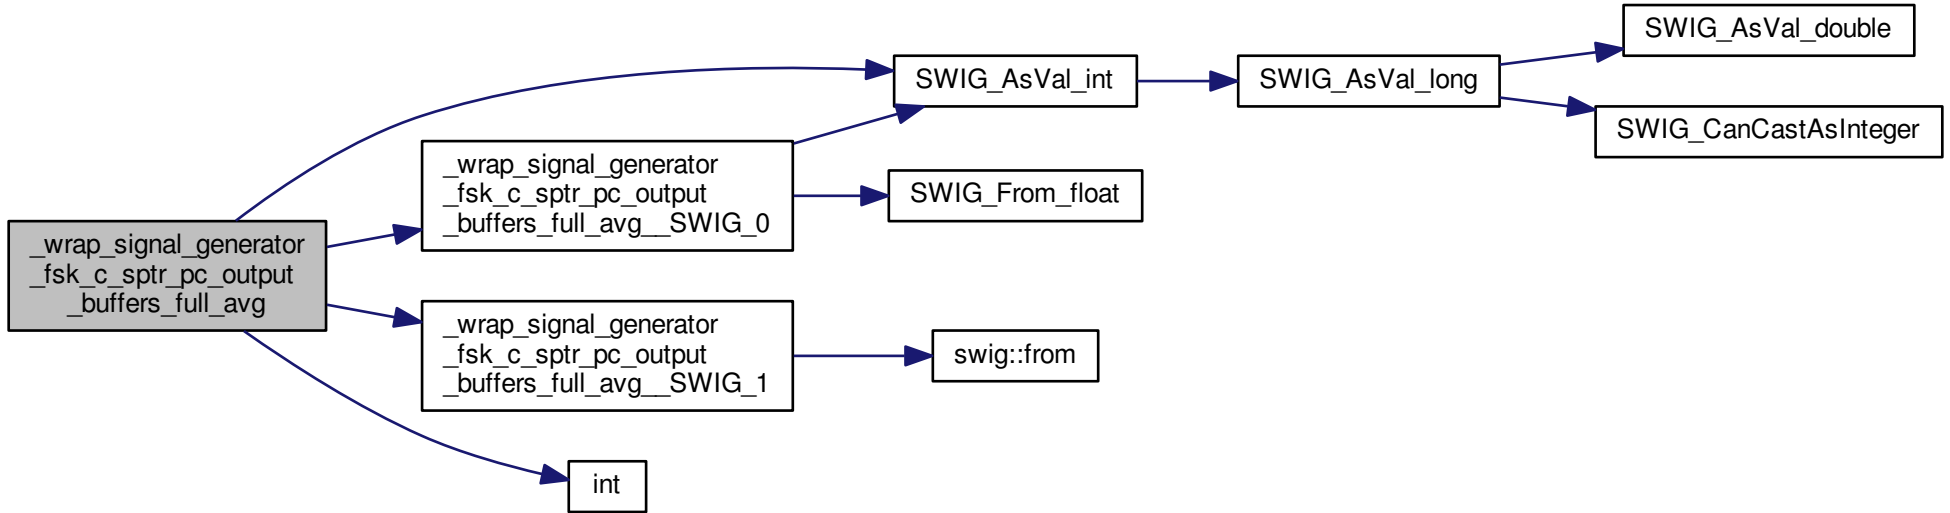 _wrap_signal_generator
_fsk_c_sptr_pc_output
_buffers_full_avg
_wrap_signal_generator
_fsk_c_sptr_pc_output
_buffers_full_avg__SWIG_0
_wrap_signal_generator
_fsk_c_sptr_pc_output
_buffers_full_avg__SWIG_1
int
SWIG_AsVal_int
SWIG_From_float
swig::from
SWIG_AsVal_long
SWIG_AsVal_double
SWIG_CanCastAsInteger